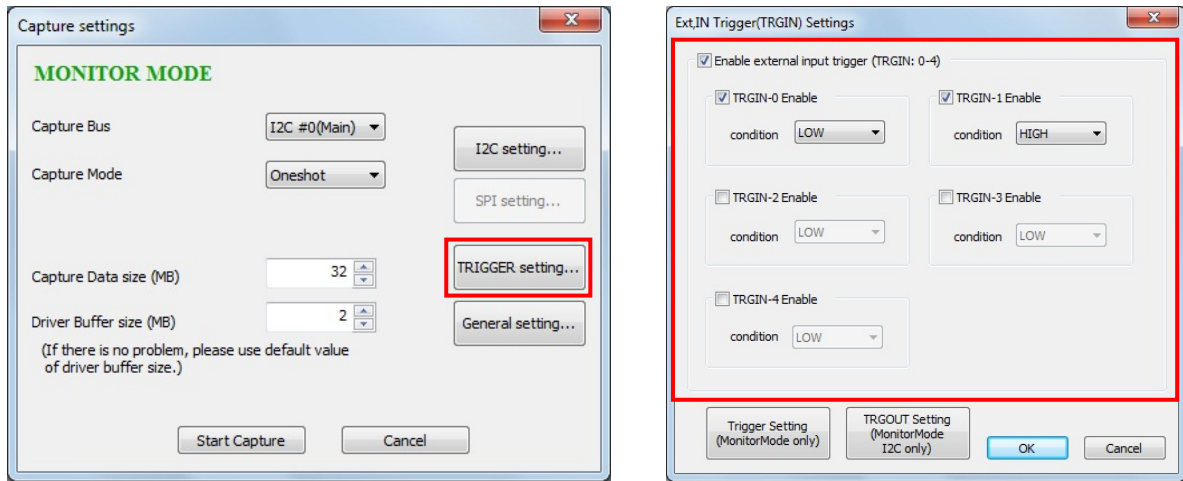 Capture settings
MONITOR MODE
Capture Bus
I2C #0(Main)
I2C setting...
Capture Mode
Oneshot
SPI setting...
TRIGGER setting...
Capture Data size (MB)
32
Driver Buffer size (MB)
2
General setting...
(If there is no problem, please use default value
of driver buffer size.)
Start Capture
Cancel
Ext,IN Trigger(TRGIN) Settings
Enable external input trigger (TRGIN: 0-4)
TRGIN-0 Enable
condition
LOW
TRGIN-1 Enable
condition
HIGH
TRGIN-2 Enable
condition
LOW
TRGIN-3 Enable
condition
LOW
TRGIN-4 Enable
condition
LOW
Trigger Setting
(MonitorMode only)
TRGOUT Setting
(MonitorMode
I2C only)
OK
Cancel